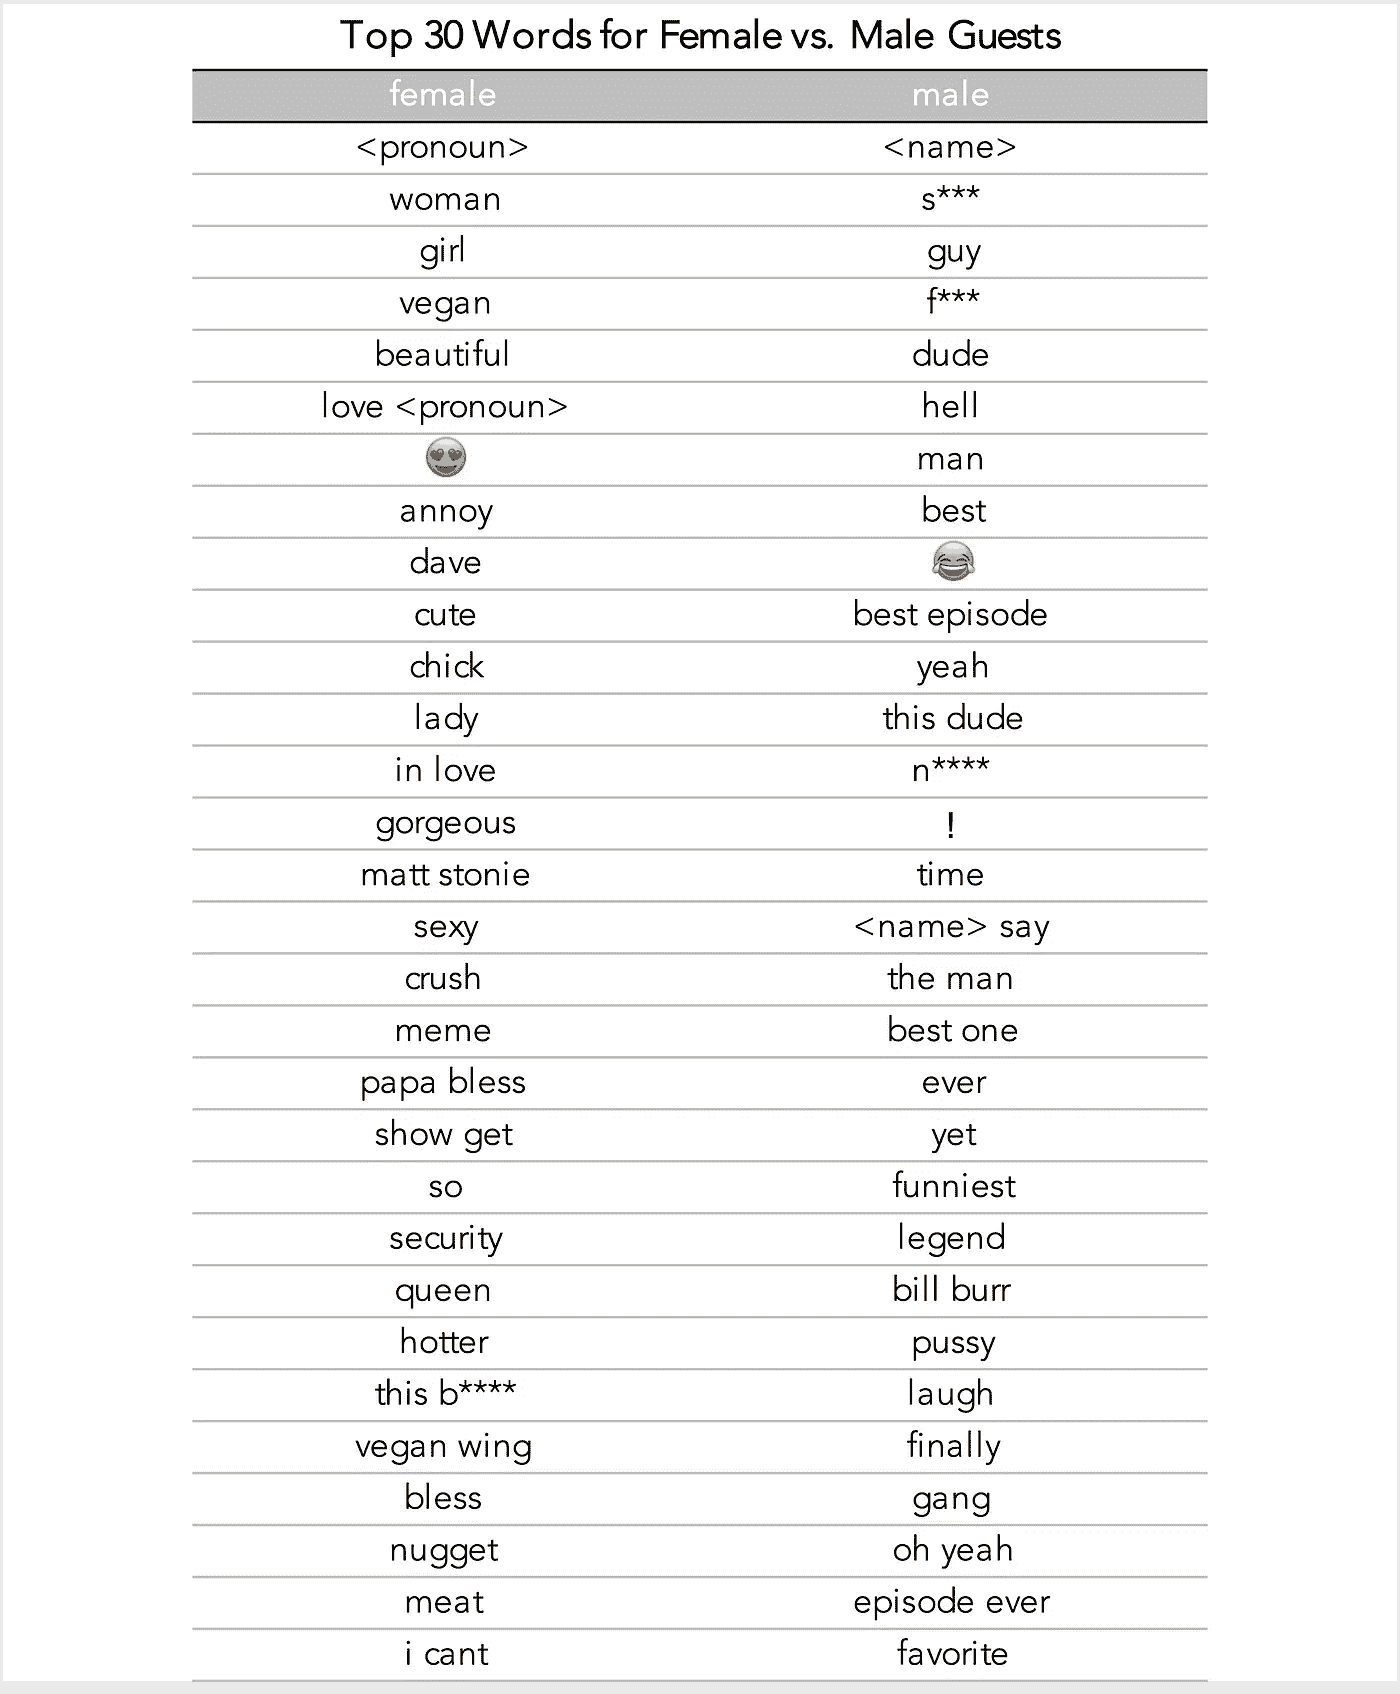 Top 30 Words for Female vs. Male Guests
female male
<pronoun> <name>
woman s***
girl guy
vegan f***
beautiful dude
love <pronoun> hell
😍 man
annoy best
dave 😂
cute best episode
chick yeah
lady this dude
in love n****
gorgeous !
matt stonie time
sexy <name> say
crush the man
meme best one
papa bless ever
show get yet
so funniest
security legend
queen bill burr
hotter pussy
this b**** laugh
vegan wing finally
bless gang
nugget oh yeah
meat episode ever
i cant favorite